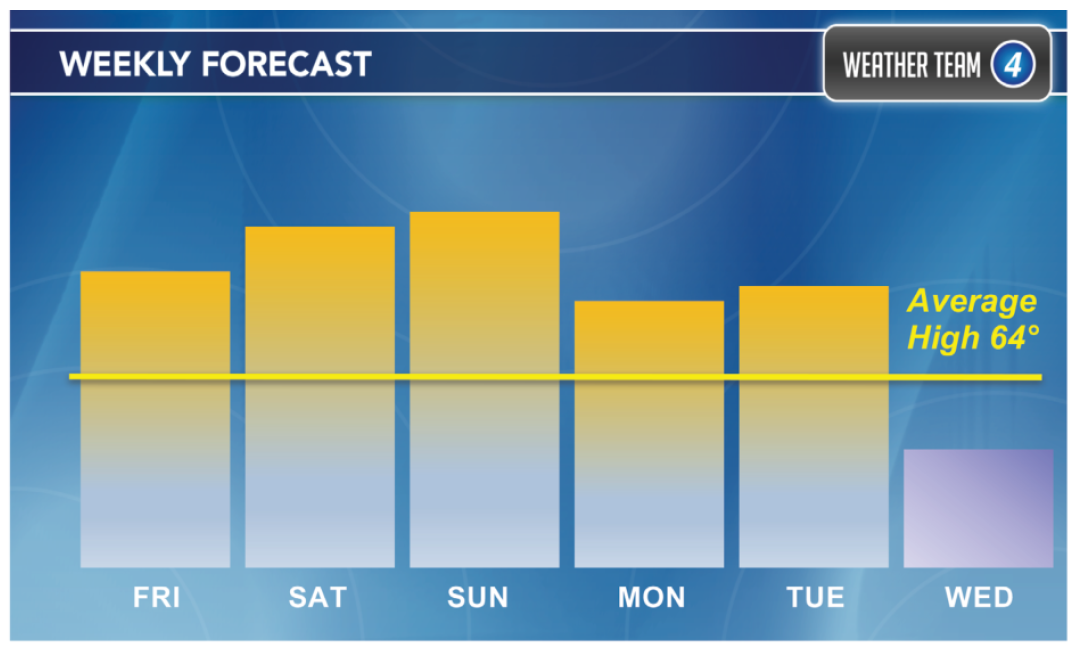 WEEKLY FORECAST
WEATHER TEAM 4
Average
High 64°
FRI SAT SUN MON TUE WED